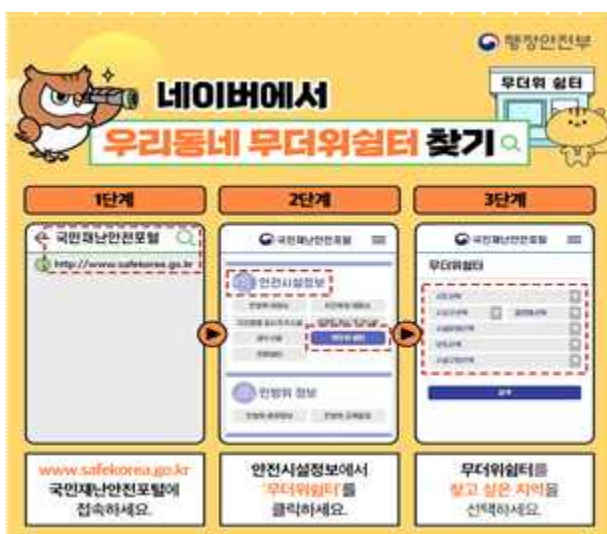 행정안전부
무더위 쉼터
네이버에서
우리동네 무더위쉼터 찾기
1단계
2단계
3단계
국민재난안전포털
http://www.safekorea.go.kr
국민재난안전포털
안전시설정보
무더위 쉼터
민방위 정보
국민재난안전포털
무더위쉼터
검색
www.safekorea.go.kr
국민재난안전포털에
접속하세요.
안전시설정보에서
'무더위쉼터'를
클릭하세요.
무더위쉼터를
찾고 싶은 지역을
선택하세요.